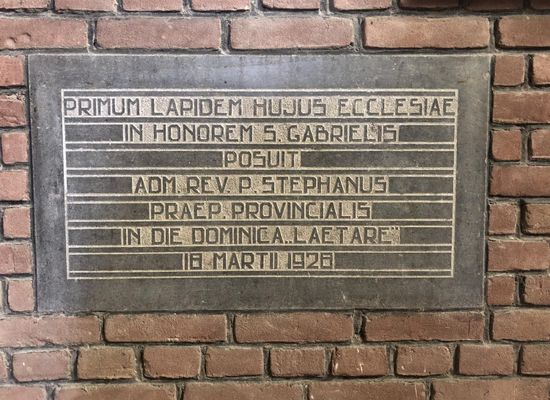 PRIMUM LAPIDEM HUJUS ECCLESIAE
IN HONOREM S. GABRIELIS
POSUIT
ADM. REV. P. STEPHANUS
PRAEP. PROVINCIALIS
IN DIE DOMINICA „LAETARE”
18 MARTII 1928